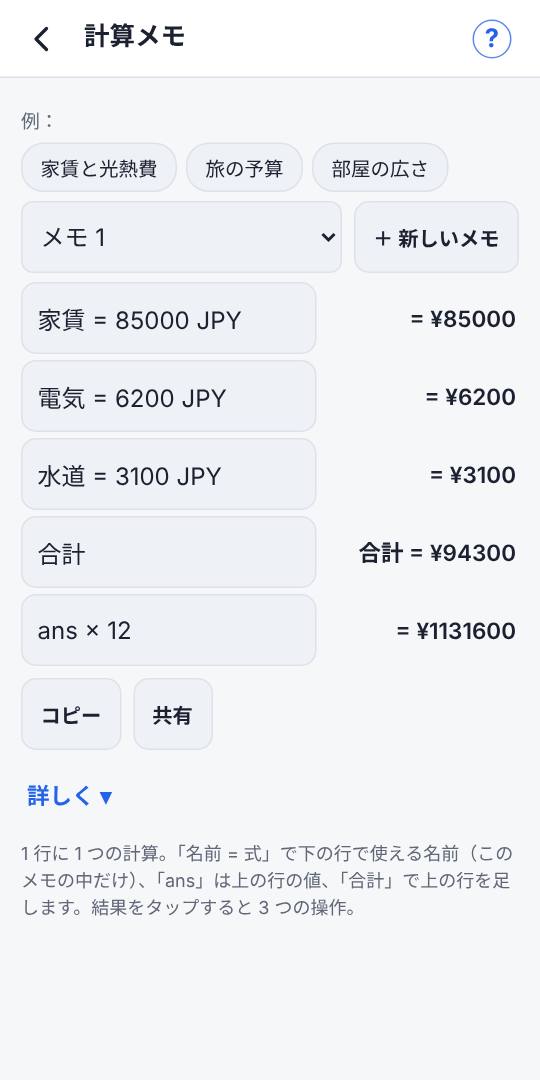 計算メモ
?
例：
家賃と光熱費 旅の予算 部屋の広さ
メモ 1 ＋ 新しいメモ
家賃 = 85000 JPY = ¥85000
電気 = 6200 JPY = ¥6200
水道 = 3100 JPY = ¥3100
合計 合計 = ¥94300
ans × 12 = ¥1131600
コピー 共有
詳しく ▼
1 行に 1 つの計算。「名前 = 式」で下の行で使える名前（この
メモの中だけ）、「ans」は上の行の値、「合計」で上の行を足
します。結果をタップすると 3 つの操作。